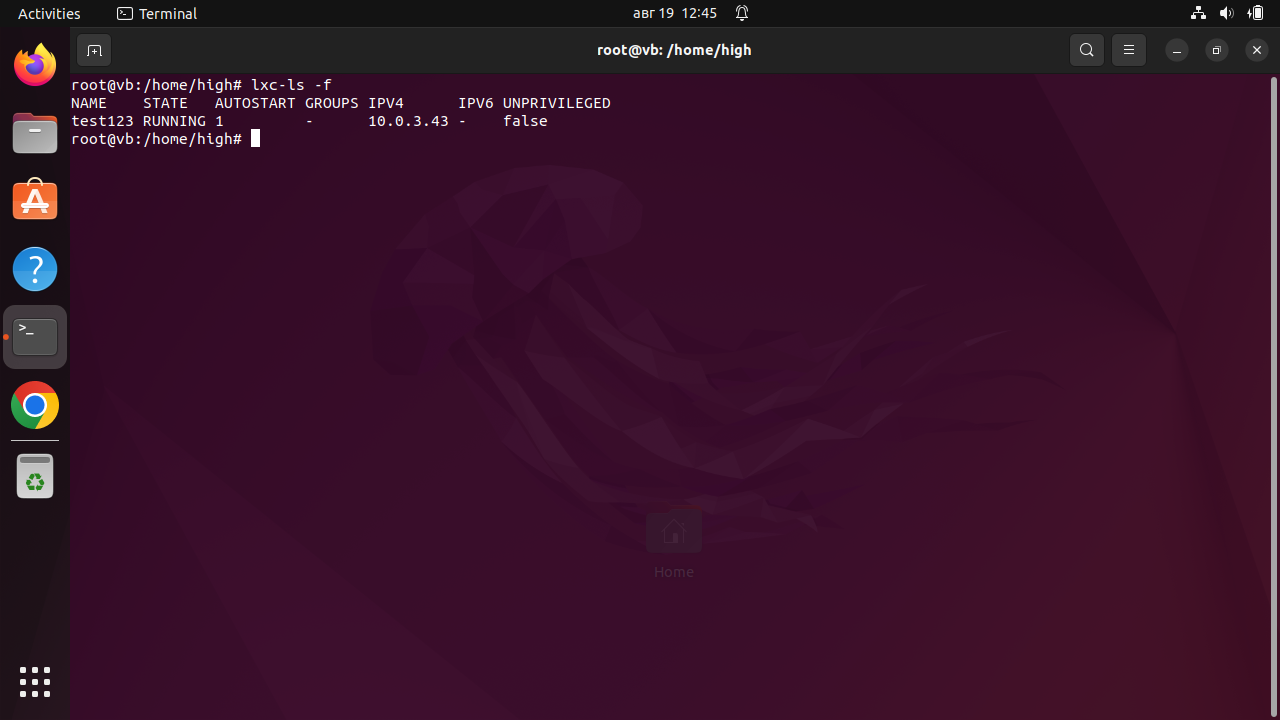 Activities
Terminal
авг 19 12:45
root@vb: /home/high
root@vb:/home/high# lxc-ls -f
NAME    STATE   AUTOSTART GROUPS IPV4      IPV6 UNPRIVILEGED
test123 RUNNING 1         -      10.0.3.43 -    false
root@vb:/home/high#
Home